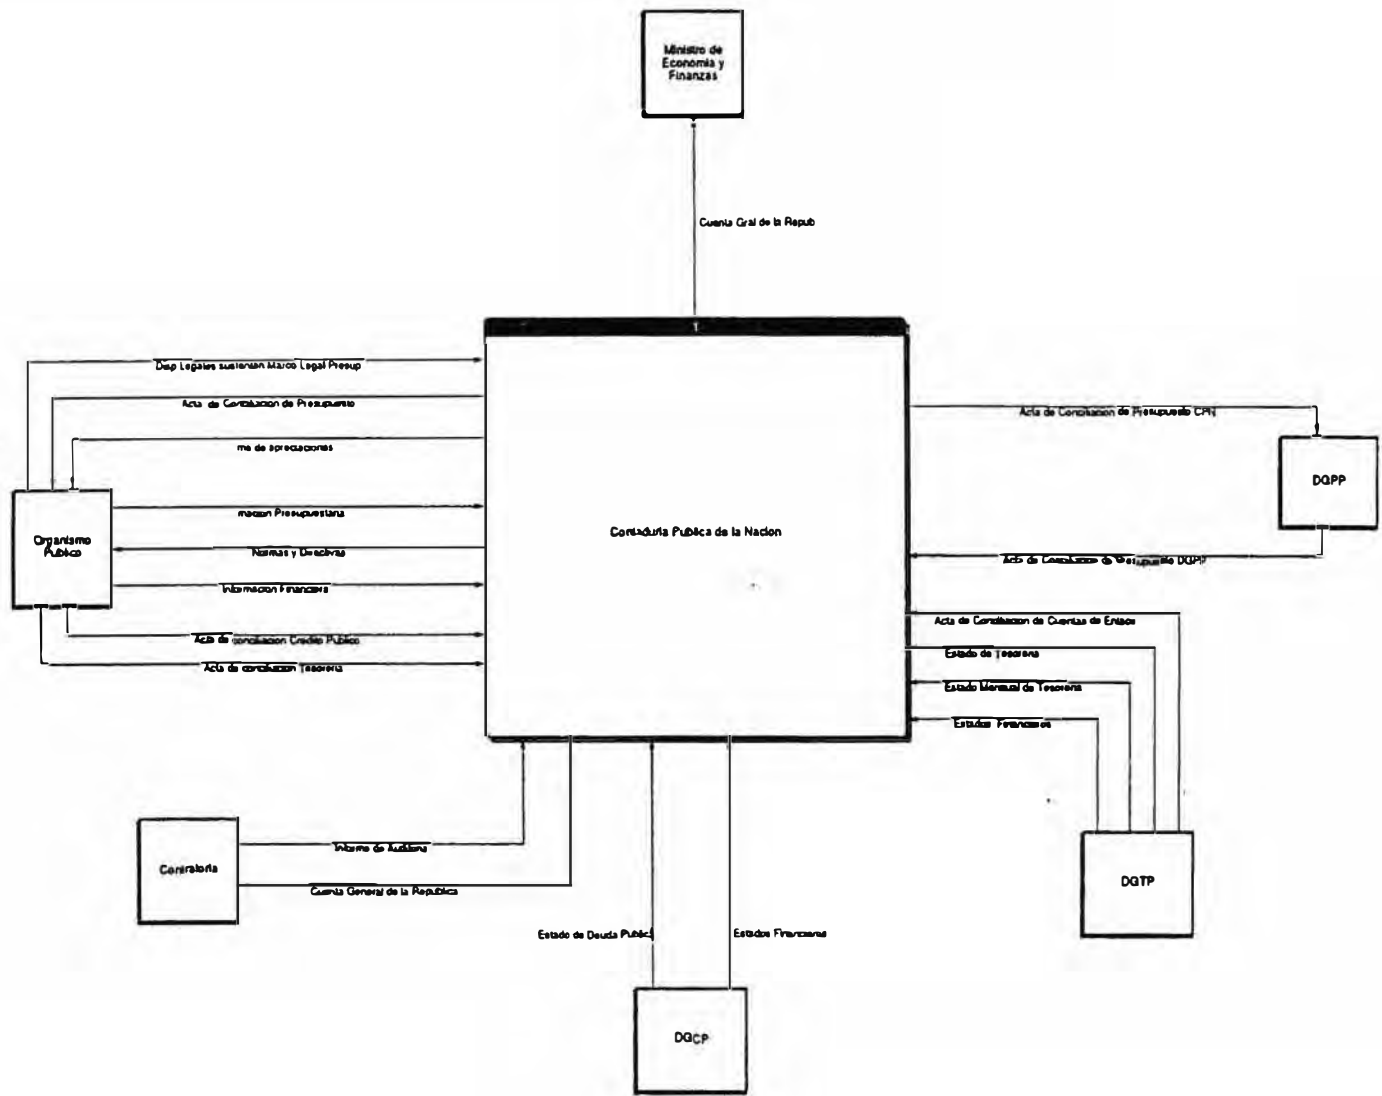 Ministro de
Economia y
Finanzas
Cuenta Gral de la Repub
1
Disp Legales sustentan Marco Legal Presup
Acta de Conciliacion de Presupuesto
me de apreciaciones
macion Presupuestaria
Normas y Directivas
Informacion Financiera
Acta de conciliacion Credito Publico
Acta de conciliacion Tesoreria
Organismo
Publico
Contaduria Publica de la Nacion
Acta de Conciliacion de Presupuesto CPN
DGPP
Acta de Conciliacion de Presupuesto DGPP
Acta de Conciliacion de Cuentas de Enlace
Estado de Tesoreria
Estado Mensual de Tesoreria
Estados Financieros
Contraloria
Informe de Auditoria
Cuenta General de la Republica
DGTP
Estado de Deuda Public
Estados Financieros
DGCP